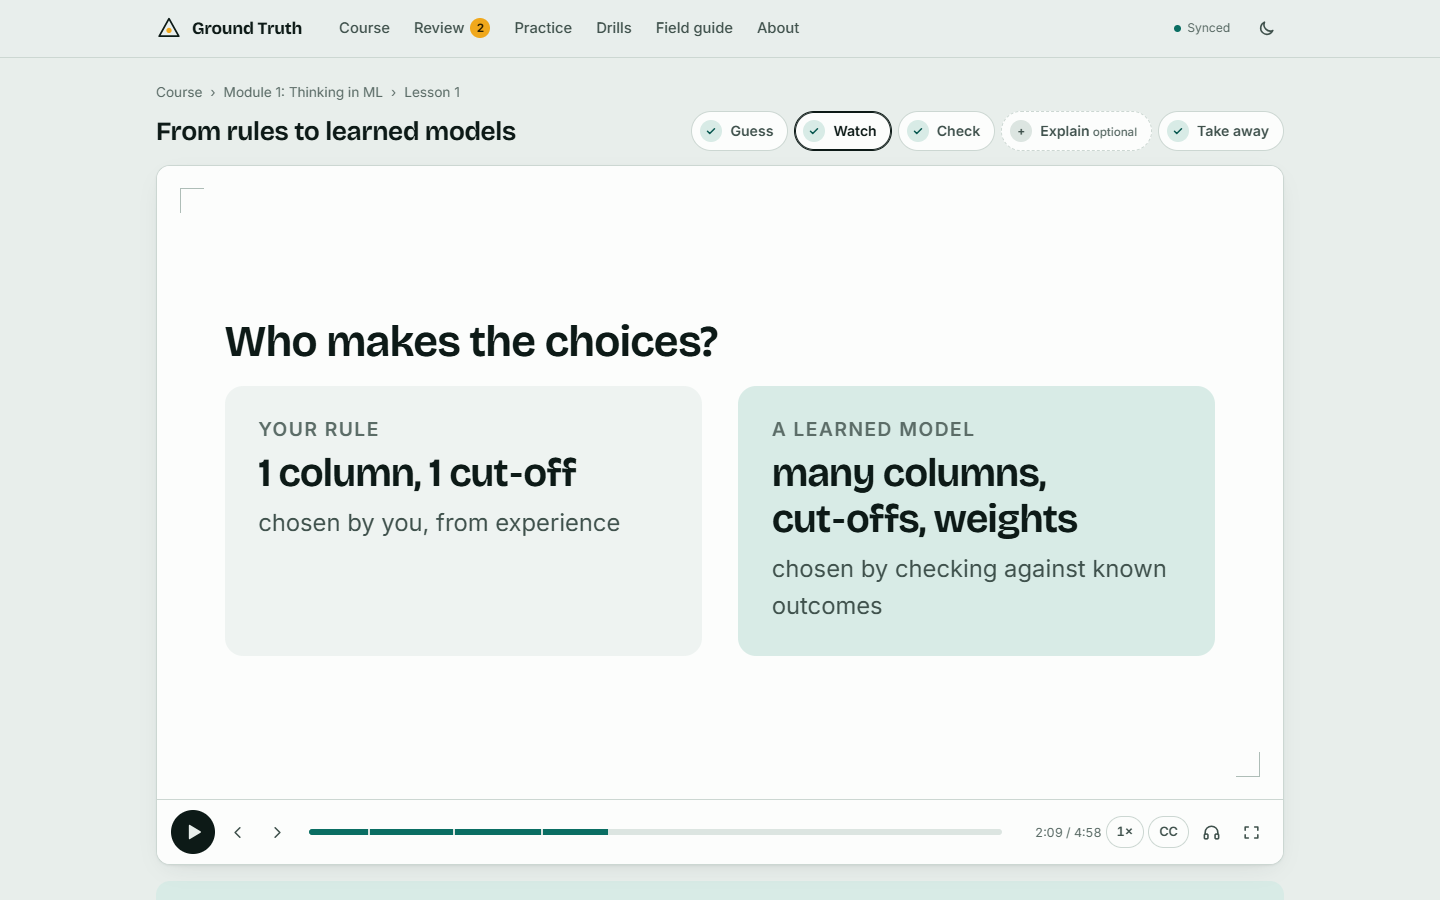 Ground Truth
Course
Review 2
Practice
Drills
Field guide
About
Synced
Course › Module 1: Thinking in ML › Lesson 1
From rules to learned models
Guess
Watch
Check
Explain optional
Take away
Who makes the choices?
YOUR RULE
1 column, 1 cut-off
chosen by you, from experience
A LEARNED MODEL
many columns,
cut-offs, weights
chosen by checking against known
outcomes
2:09 / 4:58
1×
CC